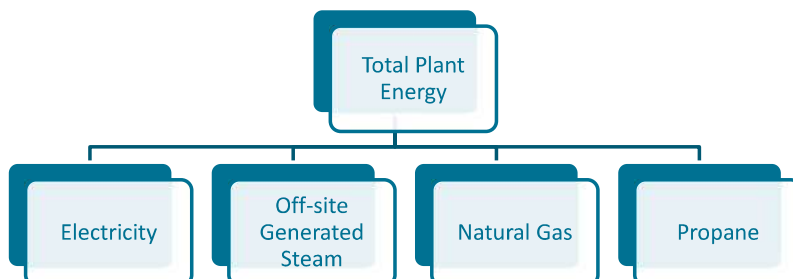 Total Plant
Energy
Electricity
Off-site
Generated
Steam
Natural Gas
Propane